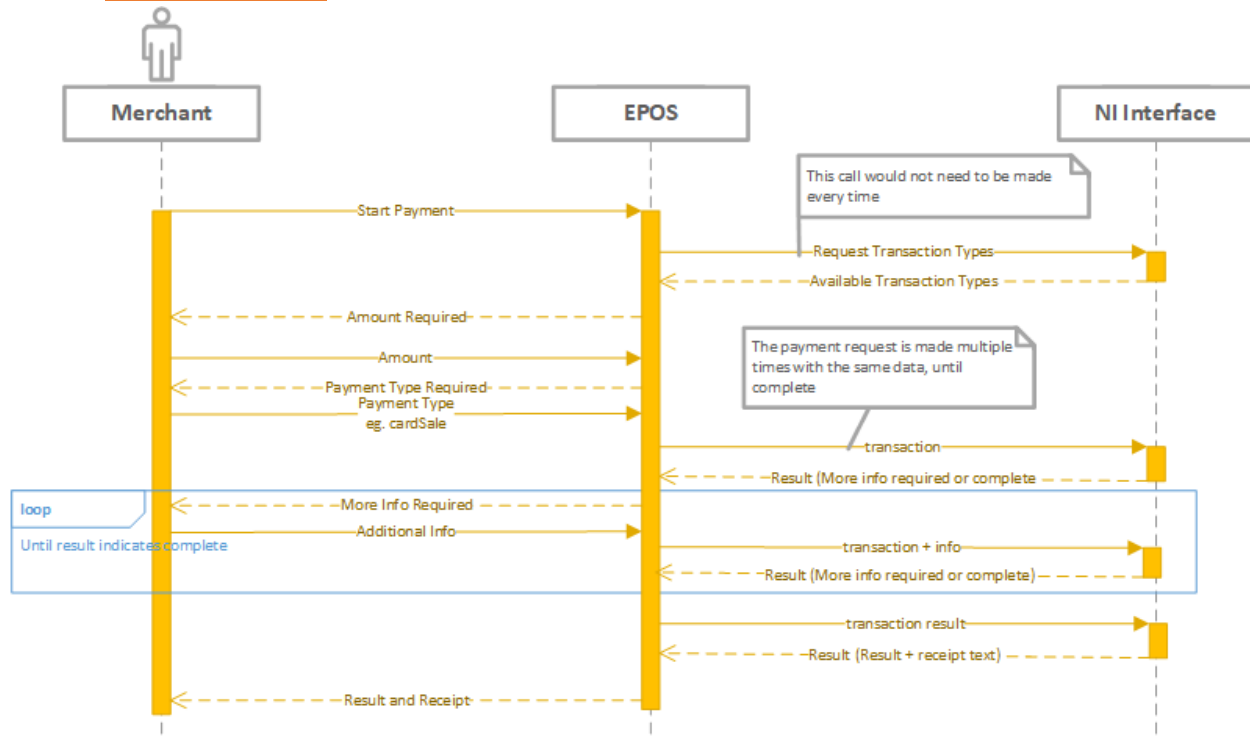 Merchant
EPOS
NI Interface
This call would not need to be made
every time
Start Payment
Request Transaction Types
Available Transaction Types
Amount Required
The payment request is made multiple
times with the same data, until
complete
Amount
Payment Type Required
Payment Type
eg. cardSale
transaction
Result (More info required or complete
loop
More Info Required
Additional Info
Until result indicates complete
transaction + info
Result (More info required or complete)
transaction result
Result (Result + receipt text)
Result and Receipt